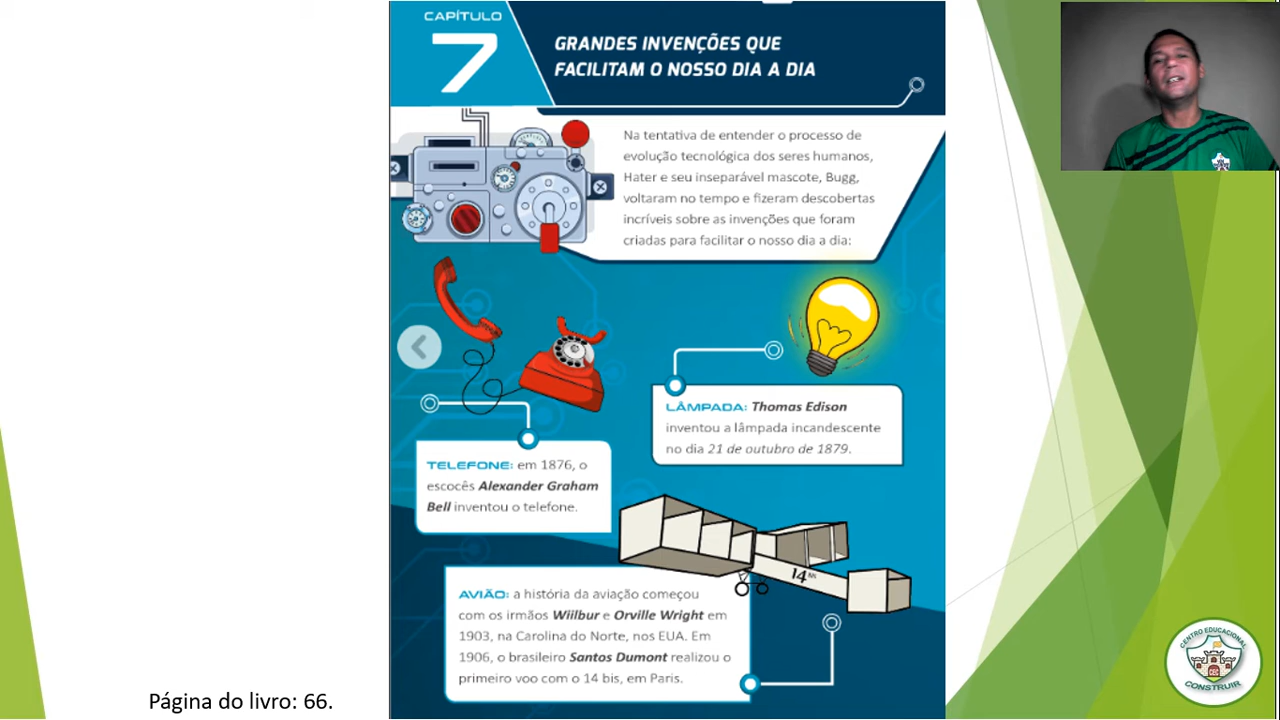 CAPÍTULO
7
GRANDES INVENÇÕES QUE
FACILITAM O NOSSO DIA A DIA
Na tentativa de entender o processo de
evolução tecnológica dos seres humanos,
Hater e seu inseparável mascote, Bugg,
voltaram no tempo e fizeram descobertas
incríveis sobre as invenções que foram
criadas para facilitar o nosso dia a dia:
LÂMPADA: Thomas Edison
inventou a lâmpada incandescente
no dia 21 de outubro de 1879.
TELEFONE: em 1876, o
escocês Alexander Graham
Bell inventou o telefone.
14 bis
AVIÃO: a história da aviação começou
com os irmãos Wiilbur e Orville Wright em
1903, na Carolina do Norte, nos EUA. Em
1906, o brasileiro Santos Dumont realizou o
primeiro voo com o 14 bis, em Paris.
Página do livro: 66.
CENTRO EDUCACIONAL
CEC
CONSTRUIR